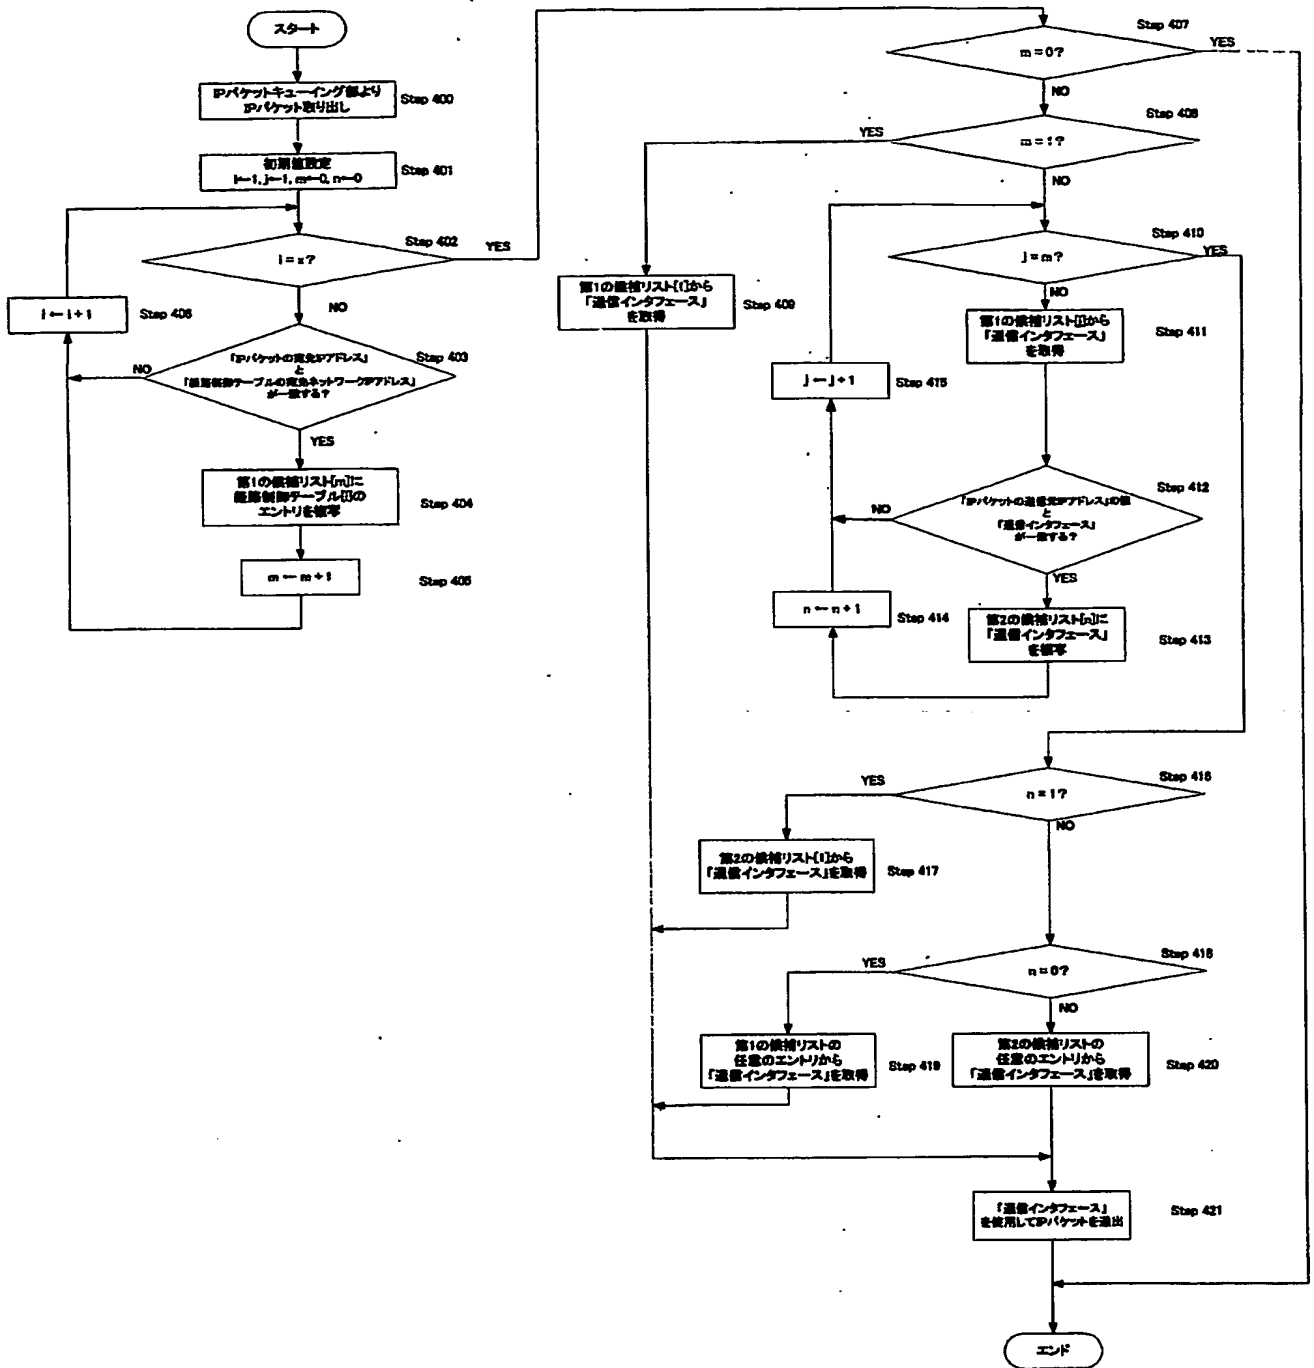 スタート
IPパケットキューイング部より
IPパケット取り出し
Step 400
初期値設定
i←1, j←1, m←0, n←0
Step 401
i = x?
Step 402
YES
NO
i ← i + 1
Step 406
「IPパケットの宛先IPアドレス」
と
「経路制御テーブルの宛先ネットワークIPアドレス」
が一致する?
Step 403
NO
YES
第1の候補リスト[m]に
経路制御テーブル[i]の
エントリを複写
Step 404
m ← m + 1
Step 405
m = 0?
Step 407
YES
NO
m = 1?
Step 408
YES
NO
第1の候補リスト[1]から
「送信インタフェース」
を取得
Step 409
j = m?
Step 410
YES
NO
第1の候補リスト[j]から
「送信インタフェース」
を取得
Step 411
j ← j + 1
Step 415
「IPパケットの送信元IPアドレス」の値
と
「送信インタフェース」
が一致する?
Step 412
NO
YES
第2の候補リスト[n]に
「送信インタフェース」
を複写
Step 413
n ← n + 1
Step 414
n = 1?
Step 416
YES
NO
第2の候補リスト[1]から
「送信インタフェース」を取得
Step 417
n = 0?
Step 418
YES
NO
第1の候補リストの
任意のエントリから
「送信インタフェース」を取得
Step 419
第2の候補リストの
任意のエントリから
「送信インタフェース」を取得
Step 420
「送信インタフェース」
を使用してIPパケットを送出
Step 421
エンド